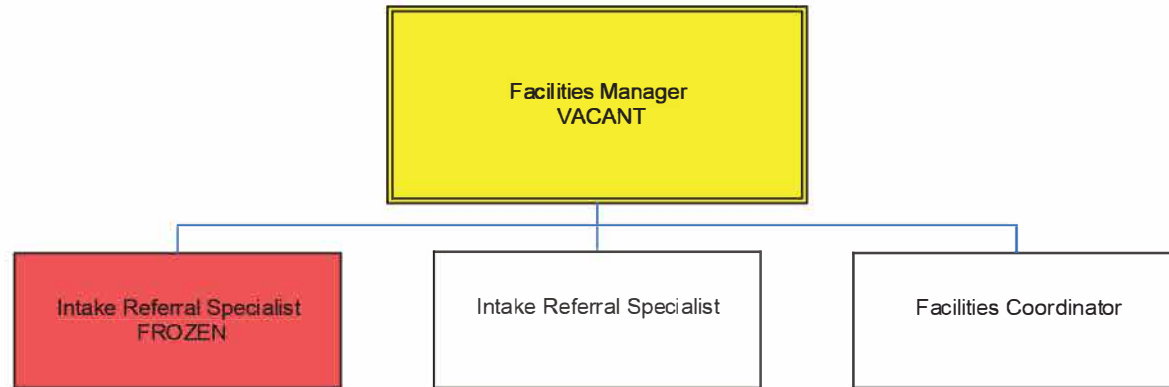 Facilities Manager
VACANT
Intake Referral Specialist
FROZEN
Intake Referral Specialist
Facilities Coordinator